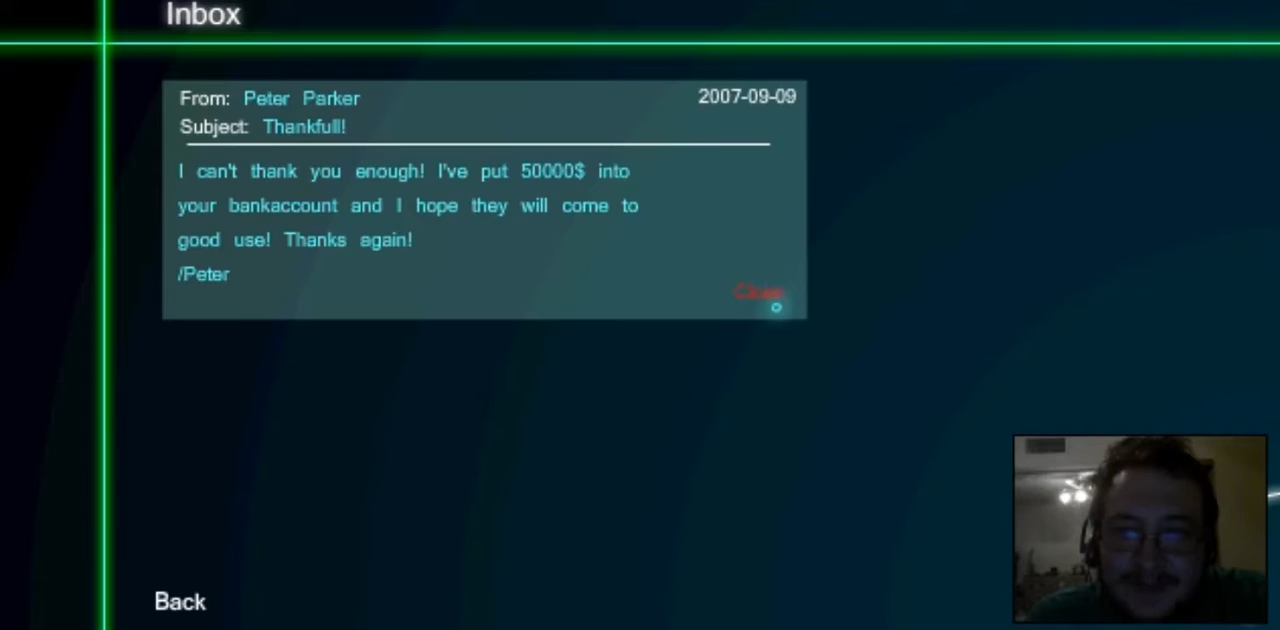 Inbox
From: Peter Parker 2007-09-09
Subject: Thankfull!
I can't thank you enough! I've put 50000$ into
your bankaccount and I hope they will come to
good use! Thanks again!
/Peter
Close
Back